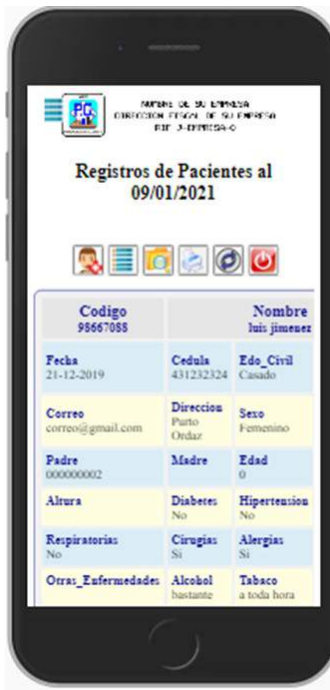 P.G.
NOMBRE DE SU EMPRESA
DIRECCION FISCAL DE SU EMPRESA
RIF J-EMPRESA-0
Registros de Pacientes al
09/01/2021
Codigo Nombre
98667088 luis jimenez
Fecha Cedula Edo_Civil
21-12-2019 431232324 Casado
Correo Direccion Sexo
correo@gmail.com Purto Femenino
Ordaz
Padre Madre Edad
000000002 0
Altura Diabetes Hipertension
No No
Respiratorias Cirugias Alergias
No Si Si
Otras_Enfermedades Alcohol Tabaco
bastante a toda hora